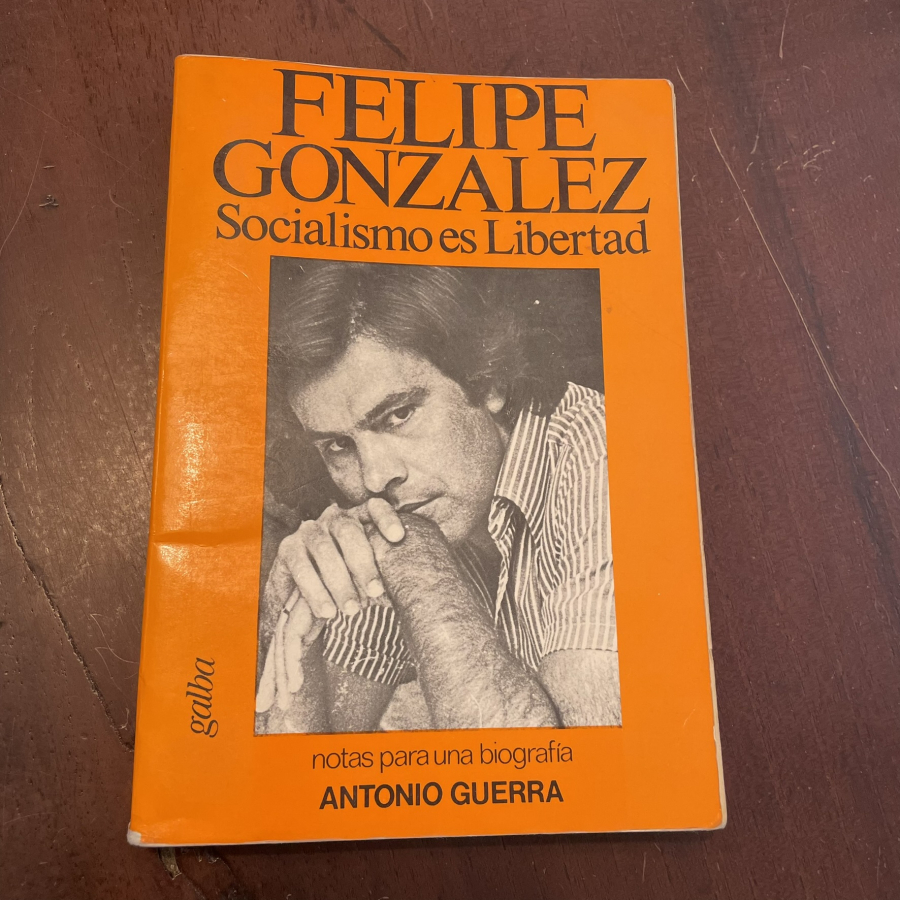 FELIPE
GONZALEZ
Socialismo es Libertad
galba
notas para una biografía
ANTONIO GUERRA